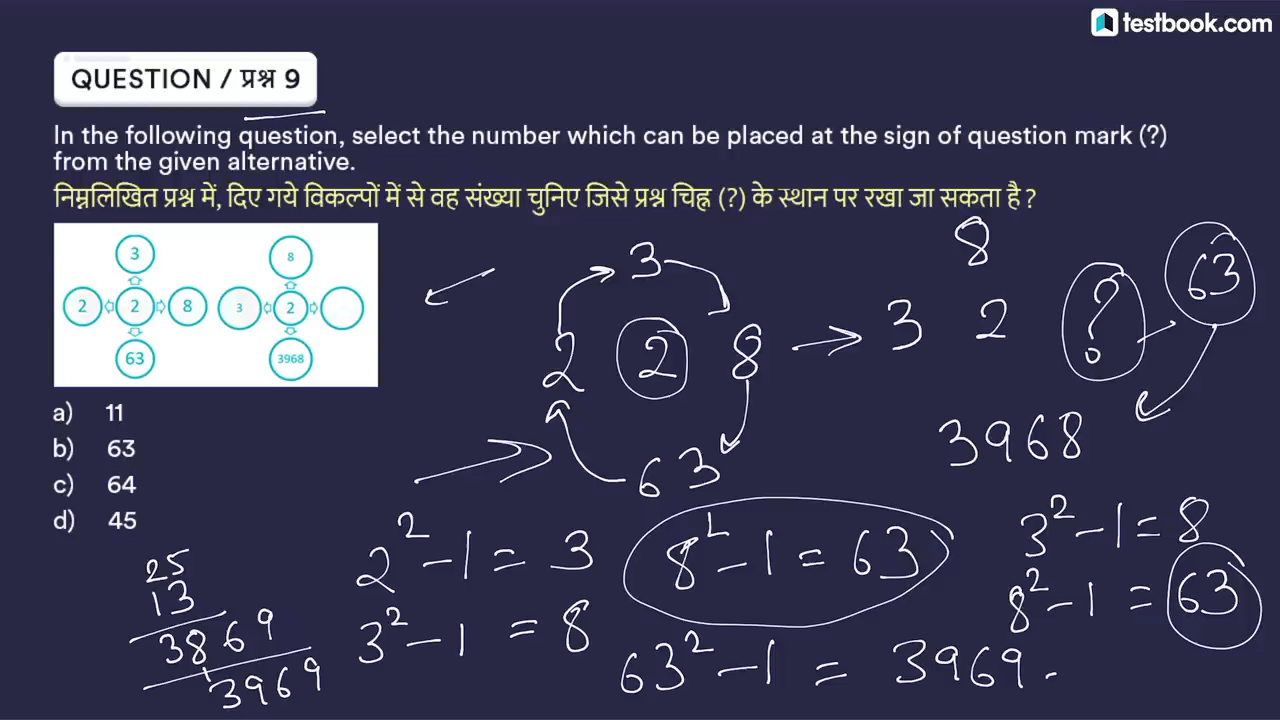 testbook.com
QUESTION / प्रश्न 9
In the following question, select the number which can be placed at the sign of question mark (?)
from the given alternative.
निम्नलिखित प्रश्न में, दिए गये विकल्पों में से वह संख्या चुनिए जिसे प्रश्न चिह्न (?) के स्थान पर रखा जा सकता है ?
3
2 2 8
63
8
3 2
3968
a) 11
b) 63
c) 64
d) 45
3
2 2 8
63
8
3 2 ? 63
3968
2² -1 = 3
3² -1 = 8
8² -1 = 63
63² -1 = 3969 -
3² -1 = 8
8² -1 = 63
25
13
3869
3969